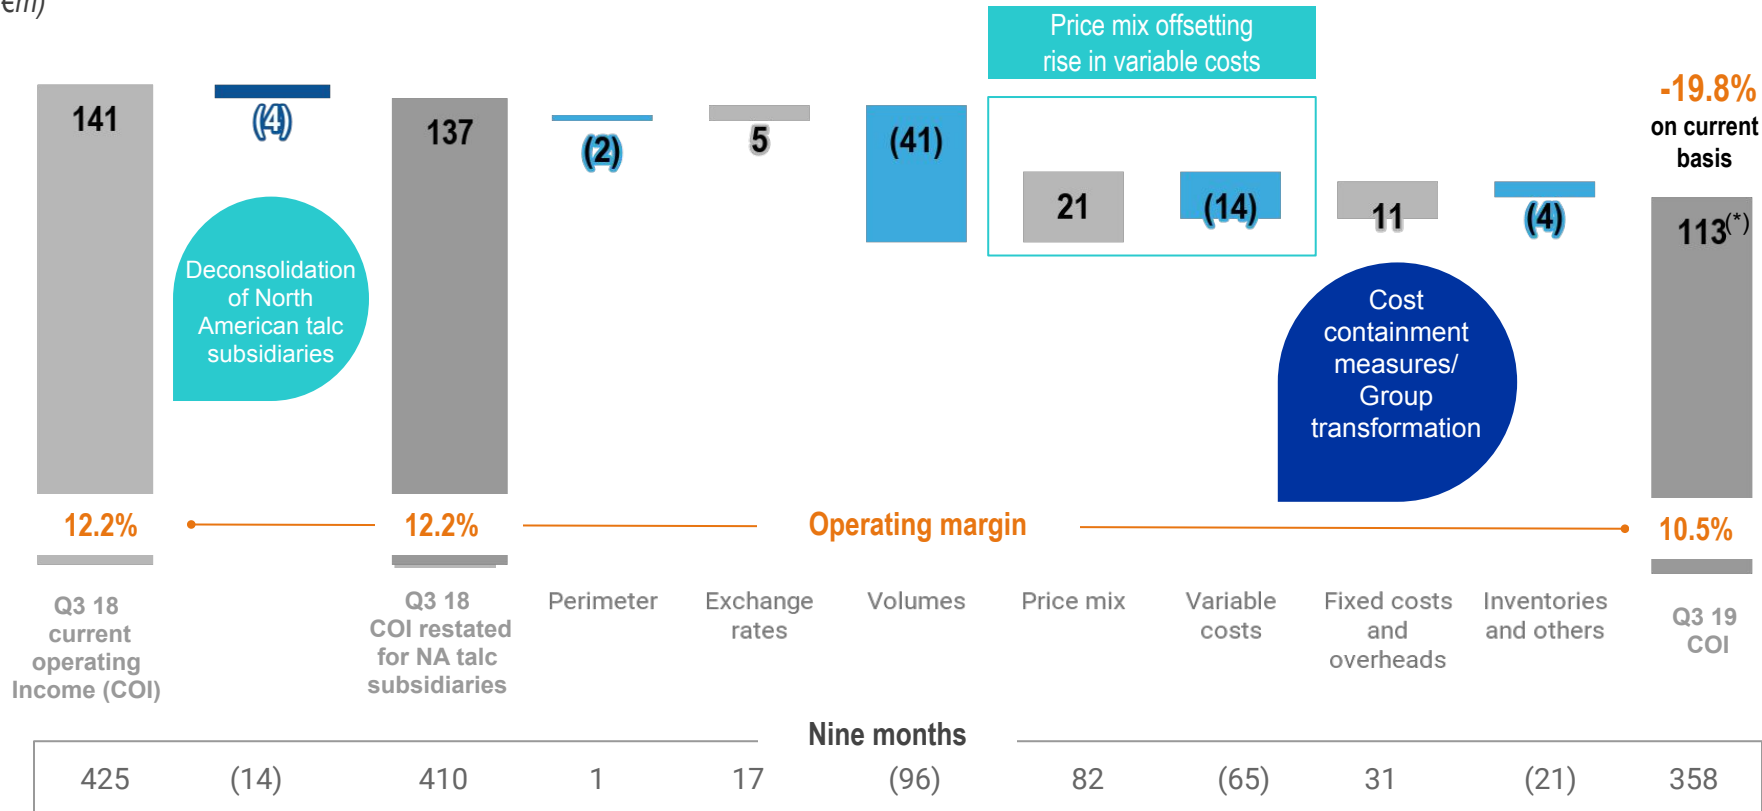 €m)
Price mix offsetting
rise in variable costs
-19.8%
on current
basis
141
(4)
137
(2)
5
(41)
21
(14)
11
(4)
113(*)
Deconsolidation
of North
American talc
subsidiaries
Cost
containment
measures/
Group
transformation
12.2%
12.2%
Operating margin
10.5%
Q3 18
current
operating
Income (COI)
Q3 18
COI restated
for NA talc
subsidiaries
Perimeter
Exchange
rates
Volumes
Price mix
Variable
costs
Fixed costs
and
overheads
Inventories
and others
Q3 19
COI
Nine months
425 (14) 410 1 17 (96) 82 (65) 31 (21) 358